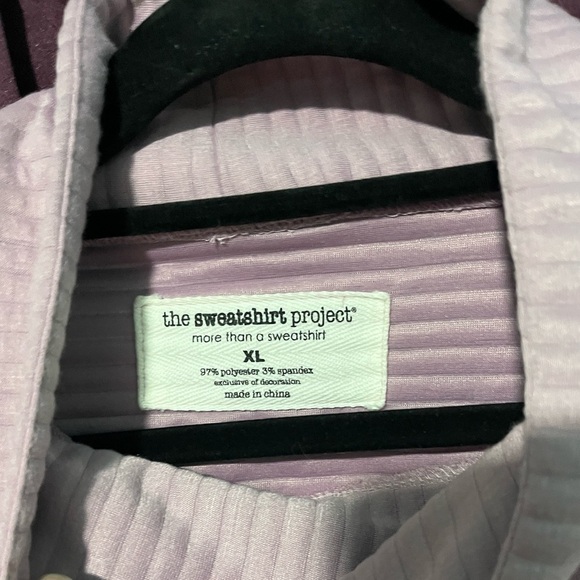 the sweatshirt project®
more than a sweatshirt
XL
97% polyester 3% spandex
exclusive of decoration
made in china